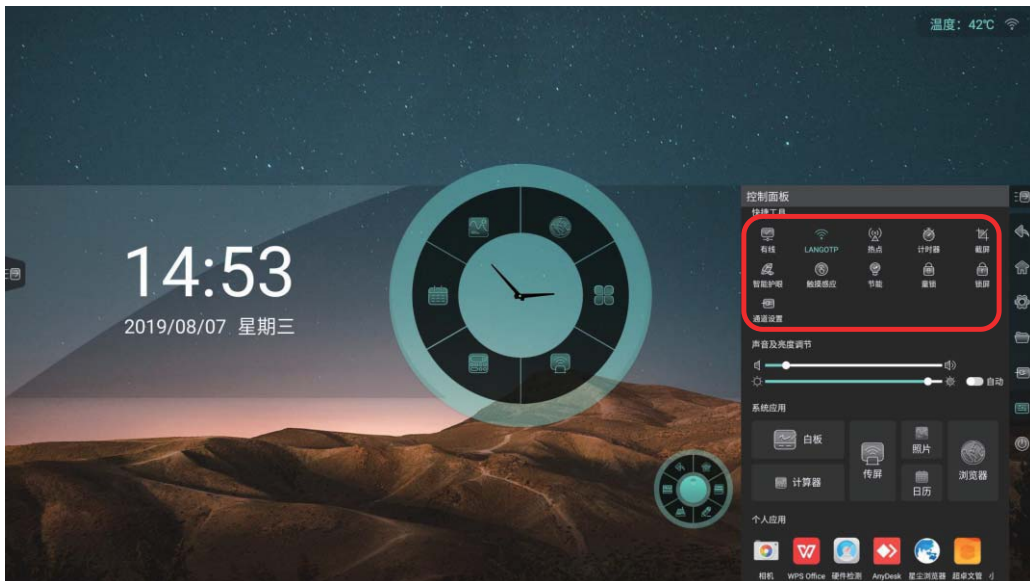 温度：42℃
14:53
2019/08/07 星期三
控制面板
快捷工具
有线 LANGOTP 热点 计时器 截屏
智能护眼 触摸感应 节能 童锁 锁屏
通道设置
声音及亮度调节
自动
系统应用
白板
计算器
传屏
照片
日历
浏览器
个人应用
相机 WPS Office 硬件检测 AnyDesk 星尘浏览器 超卓文管